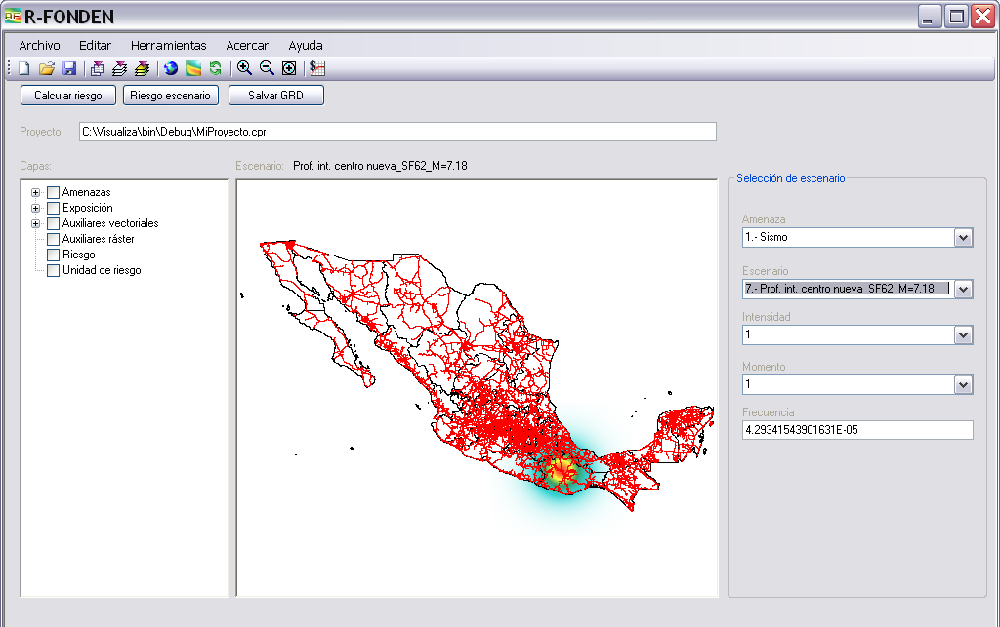 R-FONDEN
Archivo Editar Herramientas Acercar Ayuda
Calcular riesgo Riesgo escenario Salvar GRD
Proyecto: C:\Visualiza\bin\Debug\MiProyecto.cpr
Capas:
Escenario: Prof. int. centro nueva_SF62_M=7.18
Amenazas
Exposición
Auxiliares vectoriales
Auxiliares ráster
Riesgo
Unidad de riesgo
Selección de escenario
Amenaza
1.- Sismo
Escenario
7.- Prof. int. centro nueva_SF62_M=7.18
Intensidad
1
Momento
1
Frecuencia
4.29341543901631E-05